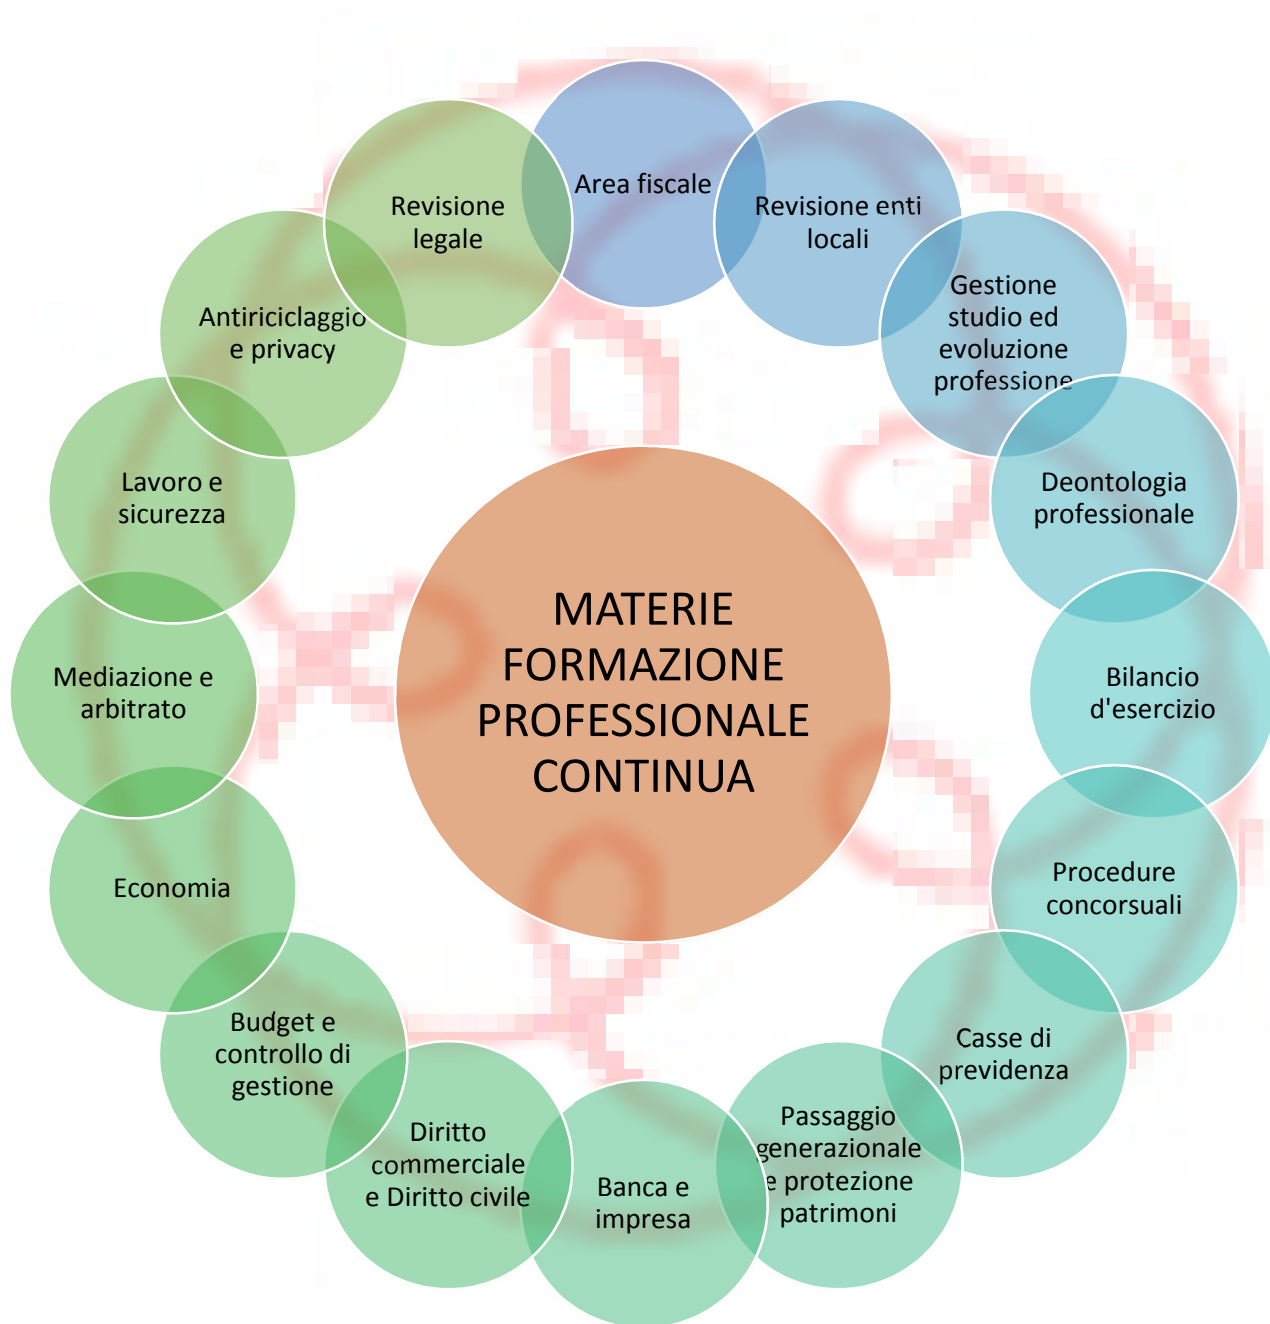 Area fiscale
Revisione enti
locali
Gestione
studio ed
evoluzione
professione
Deontologia
professionale
Bilancio
d'esercizio
Procedure
concorsuali
Casse di
previdenza
Passaggio
generazionale
e protezione
patrimoni
Banca e
impresa
Diritto
commerciale
e Diritto civile
Budget e
controllo di
gestione
Economia
Mediazione e
arbitrato
Lavoro e
sicurezza
Antiriciclaggio
e privacy
Revisione
legale
MATERIE
FORMAZIONE
PROFESSIONALE
CONTINUA